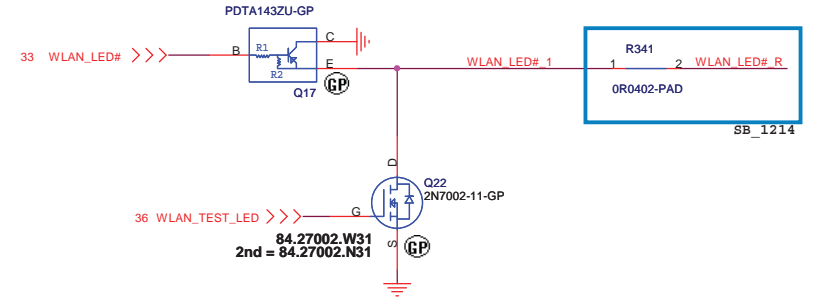 PDTA143ZU-GP
33 WLAN_LED#
B
R1
R2
C
E
Q17
GP
WLAN_LED#_1
R341
1
2
WLAN_LED#_R
0R0402-PAD
SB_1214
D
Q22
2N7002-11-GP
36 WLAN_TEST_LED
G
S
GP
84.27002.W31
2nd = 84.27002.N31